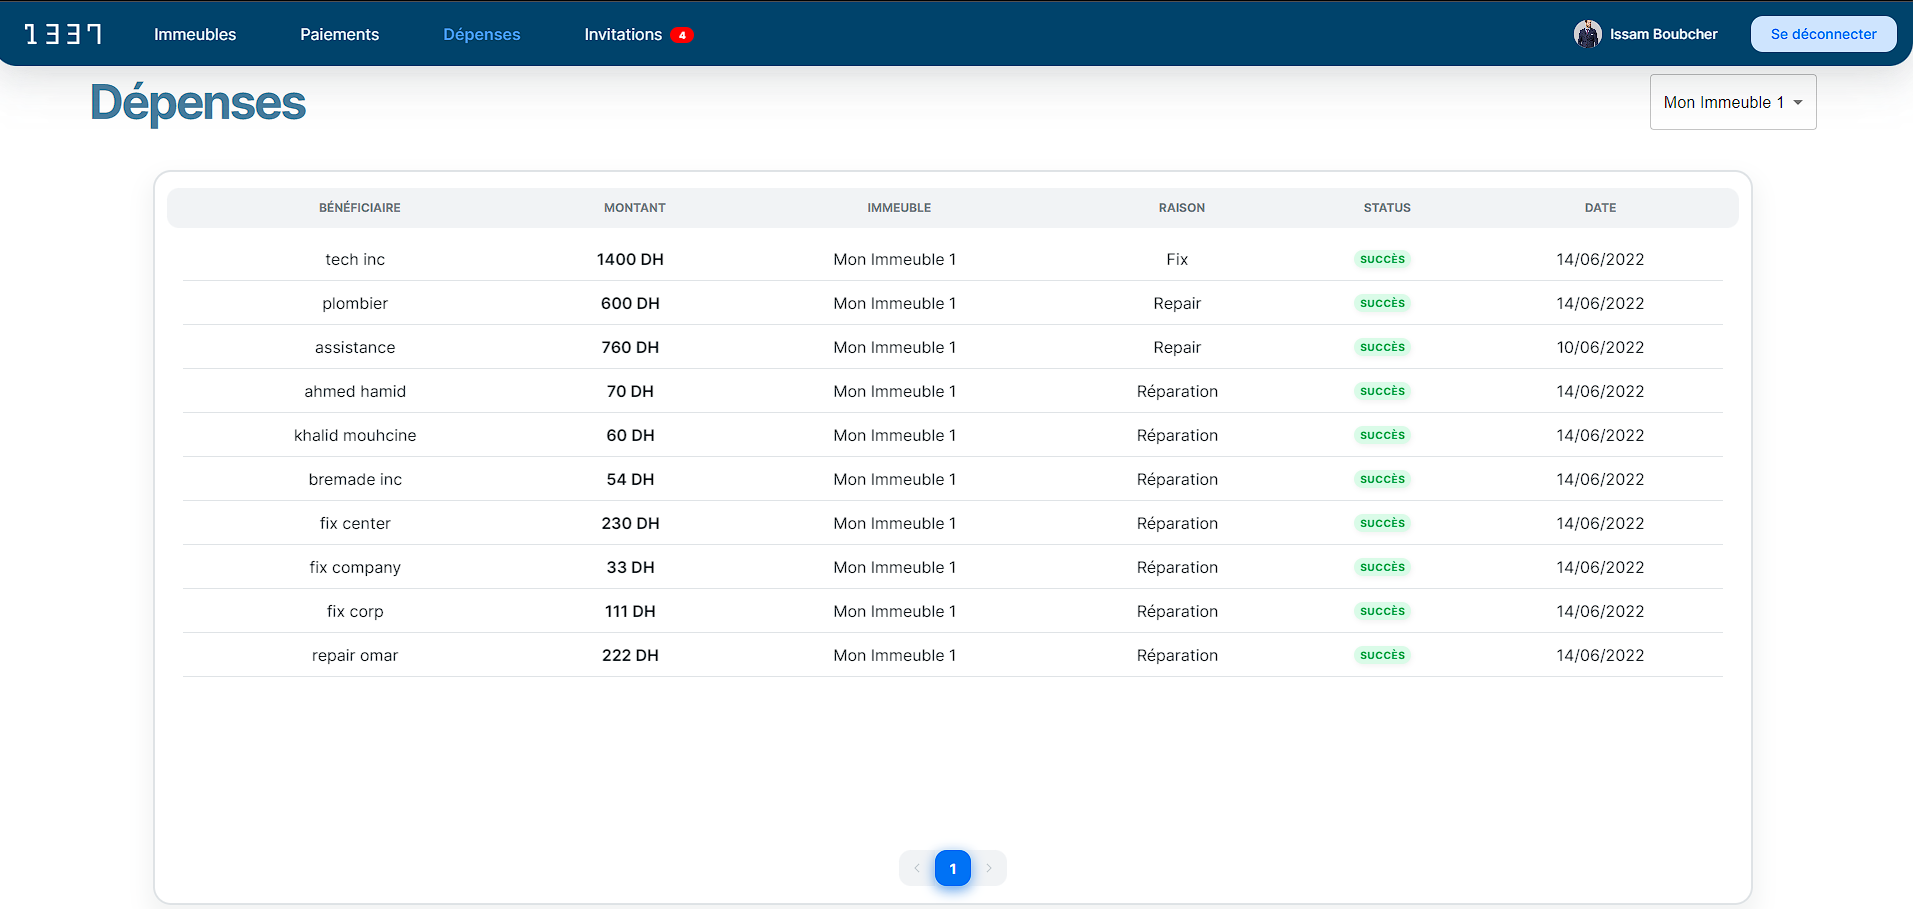 1337 Immeubles Paiements Dépenses Invitations 4 Issam Boubcher Se déconnecter
Dépenses Mon Immeuble 1
BÉNÉFICIAIRE MONTANT IMMEUBLE RAISON STATUS DATE
tech inc 1400 DH Mon Immeuble 1 Fix SUCCÈS 14/06/2022
plombier 600 DH Mon Immeuble 1 Repair SUCCÈS 14/06/2022
assistance 760 DH Mon Immeuble 1 Repair SUCCÈS 10/06/2022
ahmed hamid 70 DH Mon Immeuble 1 Réparation SUCCÈS 14/06/2022
khalid mouhcine 60 DH Mon Immeuble 1 Réparation SUCCÈS 14/06/2022
bremade inc 54 DH Mon Immeuble 1 Réparation SUCCÈS 14/06/2022
fix center 230 DH Mon Immeuble 1 Réparation SUCCÈS 14/06/2022
fix company 33 DH Mon Immeuble 1 Réparation SUCCÈS 14/06/2022
fix corp 111 DH Mon Immeuble 1 Réparation SUCCÈS 14/06/2022
repair omar 222 DH Mon Immeuble 1 Réparation SUCCÈS 14/06/2022
1